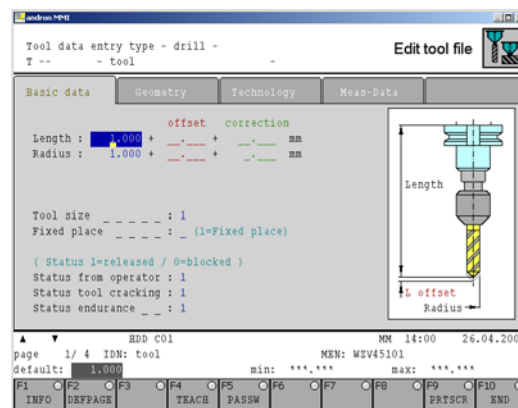 andron MMI
Tool data entry type - drill -
T -- - tool -
Edit tool file
Basic data Geometry Technology Meas-Data
offset correction
Length : 1.000 + __.___ + __.___ mm
Radius : 1.000 + __.___ + _.___ mm
Tool size _ _ _ _ _ : 1
Fixed place _ _ _ _ : _ (1=Fixed place)
( Status 1=released / 0=blocked )
Status from operator : 1
Status tool cracking : 1
Status endurance _ _ : 1
Length
L offset
Radius
HDD C01 MM 14:00 26.04.200
page 1/ 4 IDN: tool MEN: WZV45101
default: 1.000 min: ***.*** max: ***.***
F1 F2 F3 F4 F5 F6 F7 F8 F9 F10
INFO DEFPAGE TEACH PASSW PRTSCR END